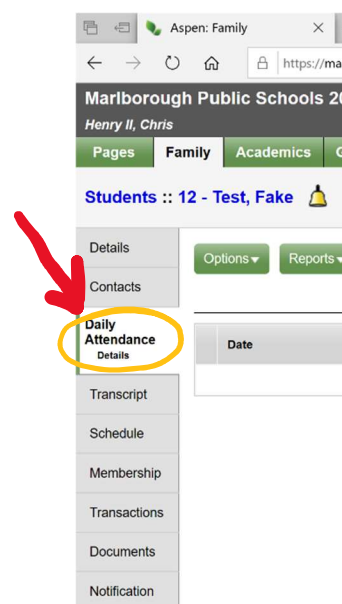 Aspen: Family
https://ma
Marlborough Public Schools 20
Henry II, Chris
Pages Family Academics G
Students :: 12 - Test, Fake
Details
Options Reports
Contacts
Daily
Attendance
Details
Date
Transcript
Schedule
Membership
Transactions
Documents
Notification